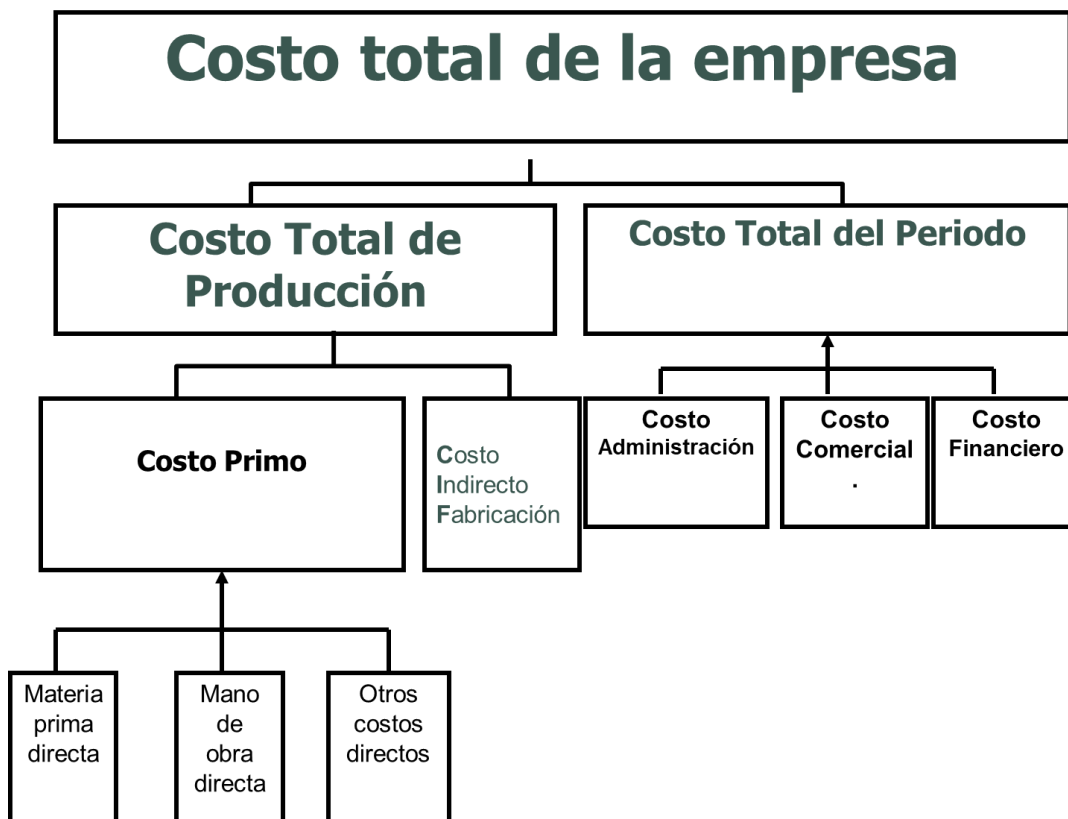 Costo total de la empresa
Costo Total de
Producción
Costo Total del Periodo
Costo Primo
Costo
Indirecto
Fabricación
Costo
Administración
Costo
Comercial
.
Costo
Financiero
Materia
prima
directa
Mano
de
obra
directa
Otros
costos
directos